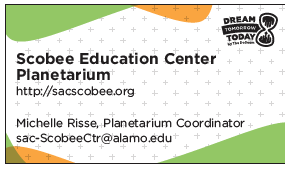 DREAM
TOMORROW
TODAY
Scobee Education Center
Planetarium
http://sacscobee.org
Michelle Risse, Planetarium Coordinator
sac-ScobeeCtr@alamo.edu